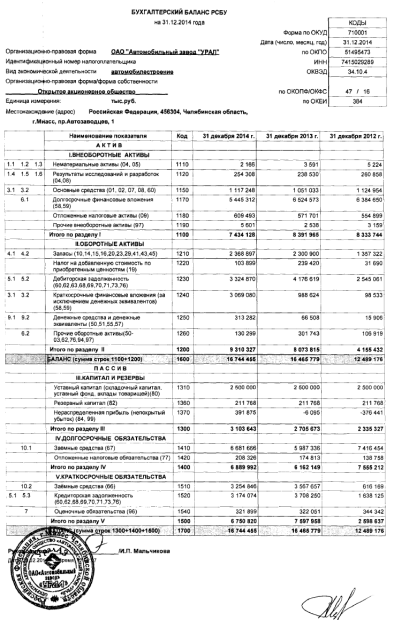 БУХГАЛТЕРСКИЙ БАЛАНС РСБУ
на 31.12.2014 года
КОДЫ
Форма по ОКУД 710001
Дата (число, месяц, год) 31.12.2014
Организационно-правовая форма ОАО "Автомобильный завод "УРАЛ" по ОКПО 51495473
Идентификационный номер налогоплательщика ИНН 7415029289
Вид экономической деятельности автомобилестроение ОКВЭД 34.10.4
Организационно-правовая форма/форма собственности
Открытое акционерное общество по ОКОПФ/ОКФС 47 / 16
Единица измерения: тыс.руб. по ОКЕИ 384
Местонахождение (адрес) Российская Федерация, 456304, Челябинская область,
г.Миасс, пр.Автозаводцев, 1
Наименование показателя Код 31 декабря 2014 г. 31 декабря 2013 г. 31 декабря 2012 г.
А К Т И В
I.ВНЕОБОРОТНЫЕ АКТИВЫ
1.1 1.2 1.3 Нематериальные активы (04, 05) 1110 2 166 3 591 5 224
1.4 1.5 1.6 Результаты исследований и разработок (04,08) 1120 254 308 238 530 260 858
3.1 3.2 Основные средства (01, 02, 07, 08, 60) 1150 1 117 248 1 051 033 1 124 954
6.1 Долгосрочные финансовые вложения (58,59) 1170 5 445 312 6 524 573 6 384 650
Отложенные налоговые активы (09) 1180 609 493 571 701 554 899
Прочие внеоборотные активы (97) 1190 5 601 2 538 3 159
Итого по разделу I 1100 7 434 128 8 391 966 8 333 744
II.ОБОРОТНЫЕ АКТИВЫ
4.1 4.2 Запасы (10,14,15,16,20,23,28,41,43,45) 1210 2 368 897 2 300 900 1 357 322
Налог на добавленную стоимость по приобретенным ценностям (19) 1220 103 899 239 420 31 690
5.1 5.2 Дебиторская задолженность (60,62,63,68,69,70,71,73,76) 1230 3 324 870 4 176 619 2 545 061
3.1 3.2 Краткосрочные финансовые вложения (за исключением денежных эквивалентов) (58,59) 1240 3 069 080 988 624 98 533
9.1 9.2 Денежные средства и денежные эквиваленты (50,51,55,57) 1250 313 282 66 508 15 906
6.2 Прочие оборотные активы(50-03,62,76,94,97) 1260 130 299 301 743 106 919
Итого по разделу II 1200 9 310 327 8 073 815 4 155 432
БАЛАНС (сумма строк 1100+1200) 1600 16 744 455 16 465 779 12 489 176
П А С С И В
III.КАПИТАЛ И РЕЗЕРВЫ
Уставный капитал (складочный капитал, уставный фонд, вклады товарищей)(80) 1310 2 500 000 2 500 000 2 500 000
Резервный капитал (82) 1360 211 768 211 768 211 768
Нераспределенная прибыль (непокрытый убыток) (84, 99) 1370 391 875 -6 095 -376 441
Итого по разделу III 1300 3 103 643 2 705 673 2 335 327
IV.ДОЛГОСРОЧНЫЕ ОБЯЗАТЕЛЬСТВА
10.1 Заёмные средства (67) 1410 6 681 666 5 987 336 7 416 454
Отложенные налоговые обязательства (77) 1420 208 326 174 813 138 758
Итого по разделу IV 1400 6 889 992 6 162 149 7 555 212
V.КРАТКОСРОЧНЫЕ ОБЯЗАТЕЛЬСТВА
10.2 Заёмные средства (66) 1510 3 254 846 3 567 657 616 169
5.1 5.3 Кредиторская задолженность (60,62,68,69,70,71,73,76) 1520 3 174 074 3 708 250 1 638 125
7 Оценочные обязательства (96) 1540 321 899 322 051 344 342
Итого по разделу V 1500 6 750 820 7 597 958 2 598 637
(сумма строк 1300+1400+1500) 1700 16 744 455 16 465 779 12 489 176
И.П. Мальчикова
ОАО«Автомобильный
завод